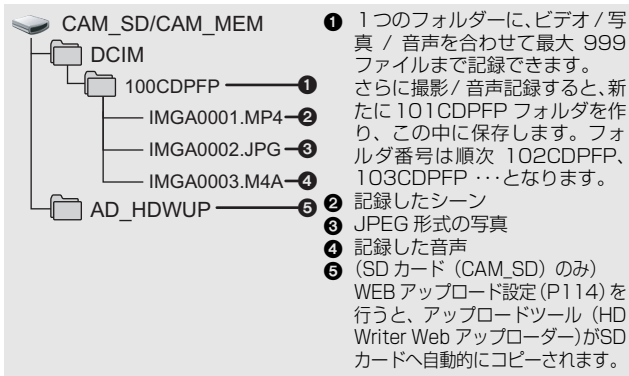 CAM_SD/CAM_MEM
DCIM
100CDPFP ❶
IMGA0001.MP4 ❷
IMGA0002.JPG ❸
IMGA0003.M4A ❹
AD_HDWUP ❺
❶ 1つのフォルダーに、ビデオ/写
真 / 音声を合わせて最大 999
ファイルまで記録できます。
さらに撮影/ 音声記録すると、新
たに101CDPFP フォルダを作
り、この中に保存します。フォ
ルダ番号は順次 102CDPFP、
103CDPFP ･･･となります。
❷ 記録したシーン
❸ JPEG 形式の写真
❹ 記録した音声
❺ (SD カード (CAM_SD) のみ)
WEB アップロード設定(P114)を
行うと、アップロードツール (HD
Writer Web アップローダー)がSD
カードへ自動的にコピーされます。